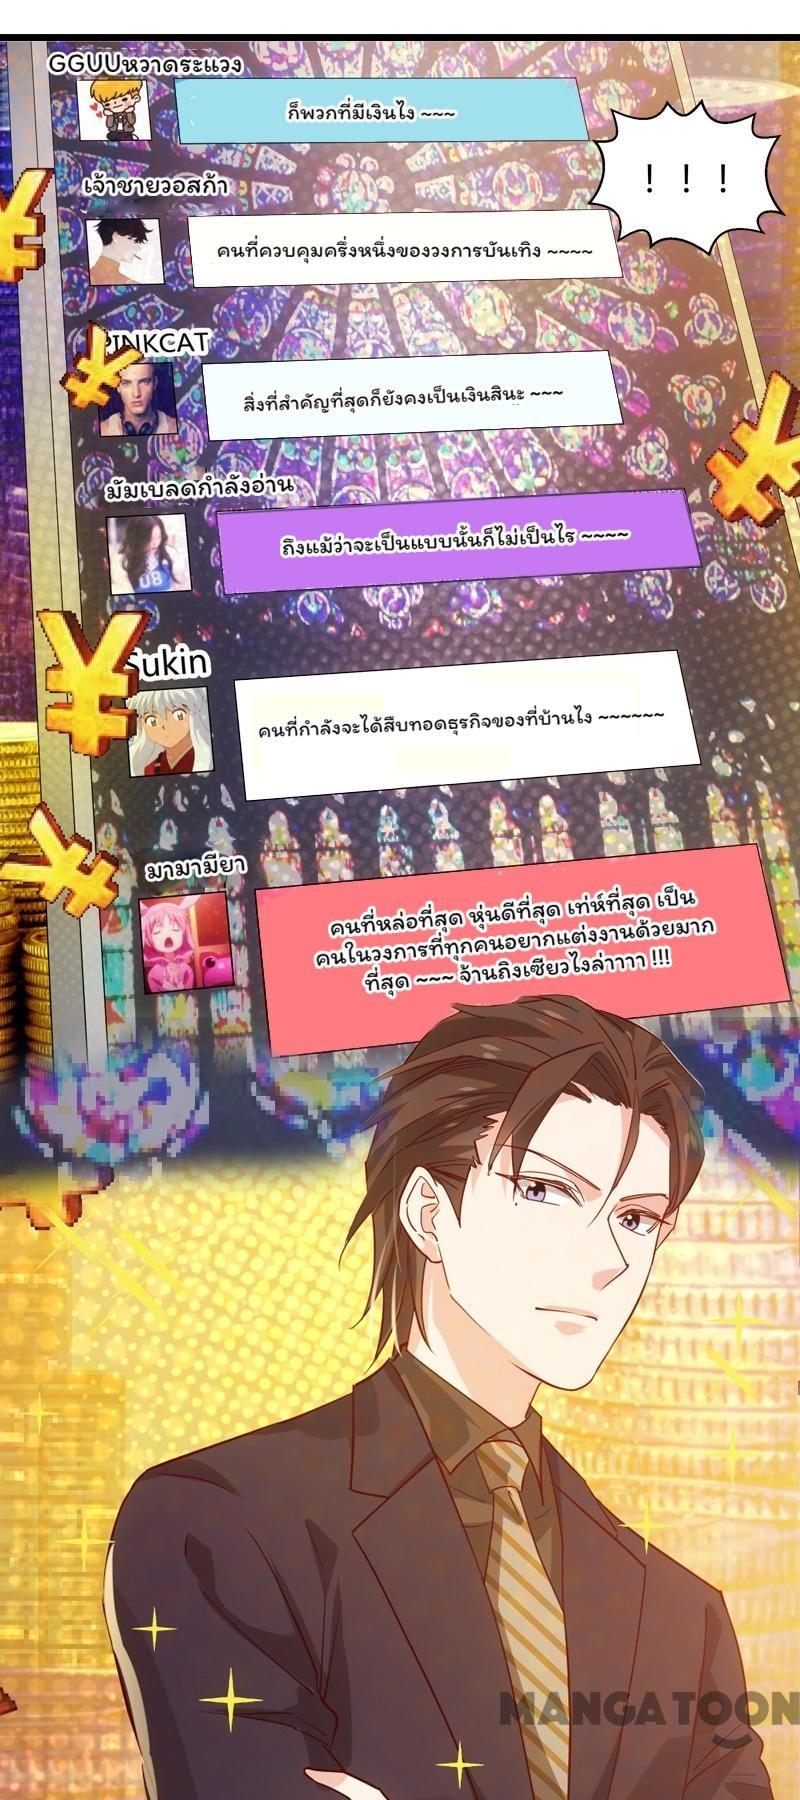 GGUUหวาดระแวง
ก็พวกที่มีเงินไง ~~~
! ! !
เจ้าชายวอสก้า
คนที่ควบคุมครึ่งหนึ่งของวงการบันเทิง ~~~~
PINKCAT
สิ่งที่สำคัญที่สุดก็ยังคงเป็นเงินสินะ ~~~
มัมเบลดกำลังอ่าน
ถึงแม้ว่าจะเป็นแบบนั้นก็ไม่เป็นไร ~~~~
Sukin
คนที่กำลังจะได้สืบทอดธุรกิจของที่บ้านไง ~~~~~~
มามามียา
คนที่หล่อที่สุด หุ่นดีที่สุด เท่ห์ที่สุด เป็น
คนในวงการที่ทุกคนอยากแต่งงานด้วยมาก
ที่สุด ~~~ จ้านถิงเซียวไงล่าาาา !!!
MANGATOON